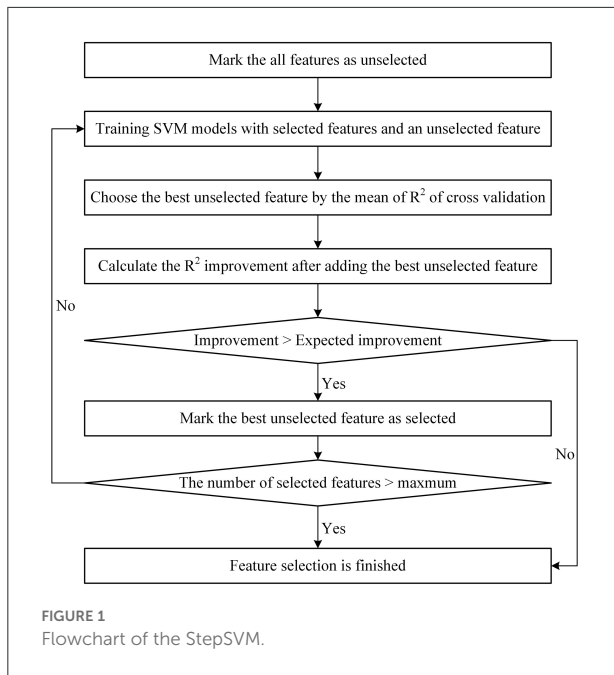 Mark the all features as unselected
Training SVM models with selected features and an unselected feature
Choose the best unselected feature by the mean of R² of cross validation
Calculate the R² improvement after adding the best unselected feature
No
Improvement > Expected improvement
Yes
Mark the best unselected feature as selected
No
The number of selected features > maxmum
Yes
Feature selection is finished
FIGURE 1
Flowchart of the StepSVM.